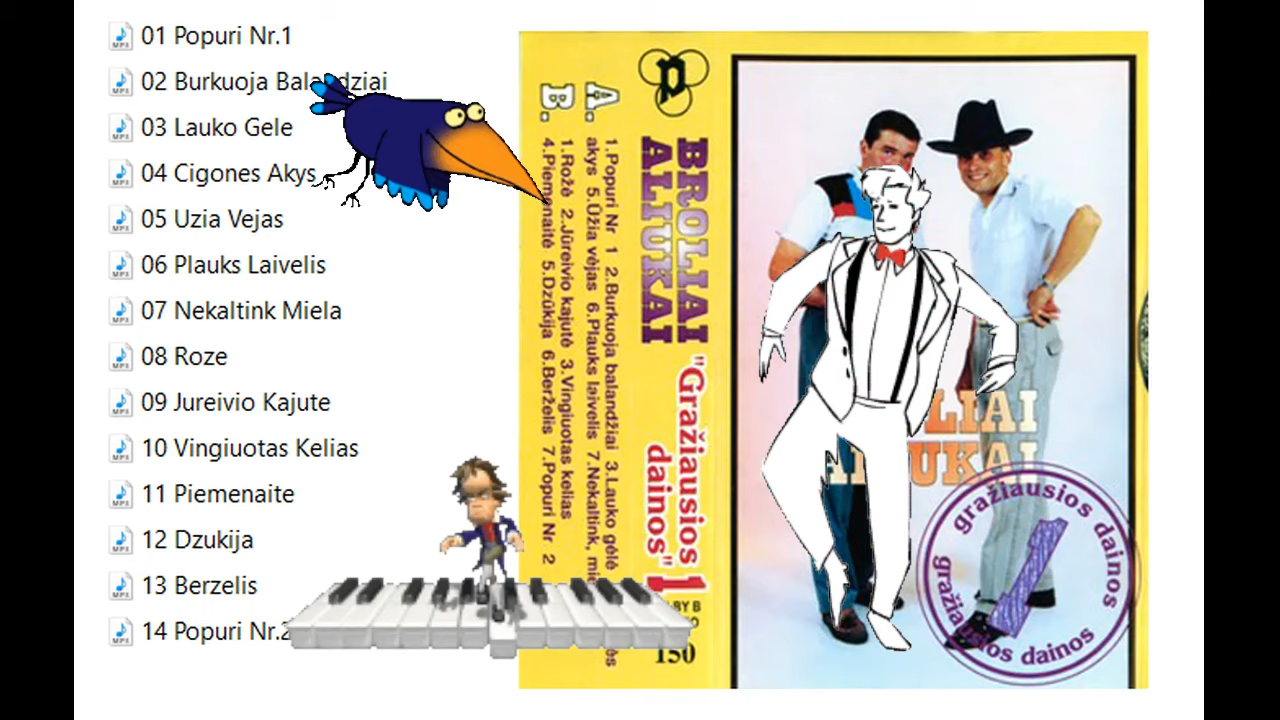 01 Popuri Nr.1
02 Burkuoja Balandziai
03 Lauko Gele
04 Cigones Akys
05 Uzia Vejas
06 Plauks Laivelis
07 Nekaltink Miela
08 Roze
09 Jureivio Kajute
10 Vingiuotas Kelias
11 Piemenaite
12 Dzukija
13 Berzelis
14 Popuri Nr.2
BROLIAI
ALIUKAI
"Gražiausios
dainos" 1
A.
1.Popuri Nr 1 2.Burkuoja balandžiai 3.Lauko gėlė
akys 5.Ūžia vėjas 6.Plauks laivelis 7.Nekaltink,
B.
1.Rožė 2.Jūreivio kajutė 3.Vingiuotas kelias
4.Piemenaitė 5.Dzūkija 6.Berželis 7.Popuri Nr 2
150
LIAI
UKAI
gražiausios dainos
1
gražiausios dainos